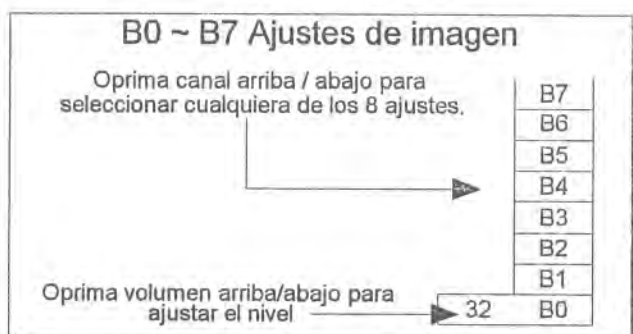 B0 ~ B7 Ajustes de imagen
Oprima canal arriba / abajo para
seleccionar cualquiera de los 8 ajustes.
B7
B6
B5
B4
B3
B2
B1
Oprima volumen arriba/abajo para
ajustar el nivel
32 B0